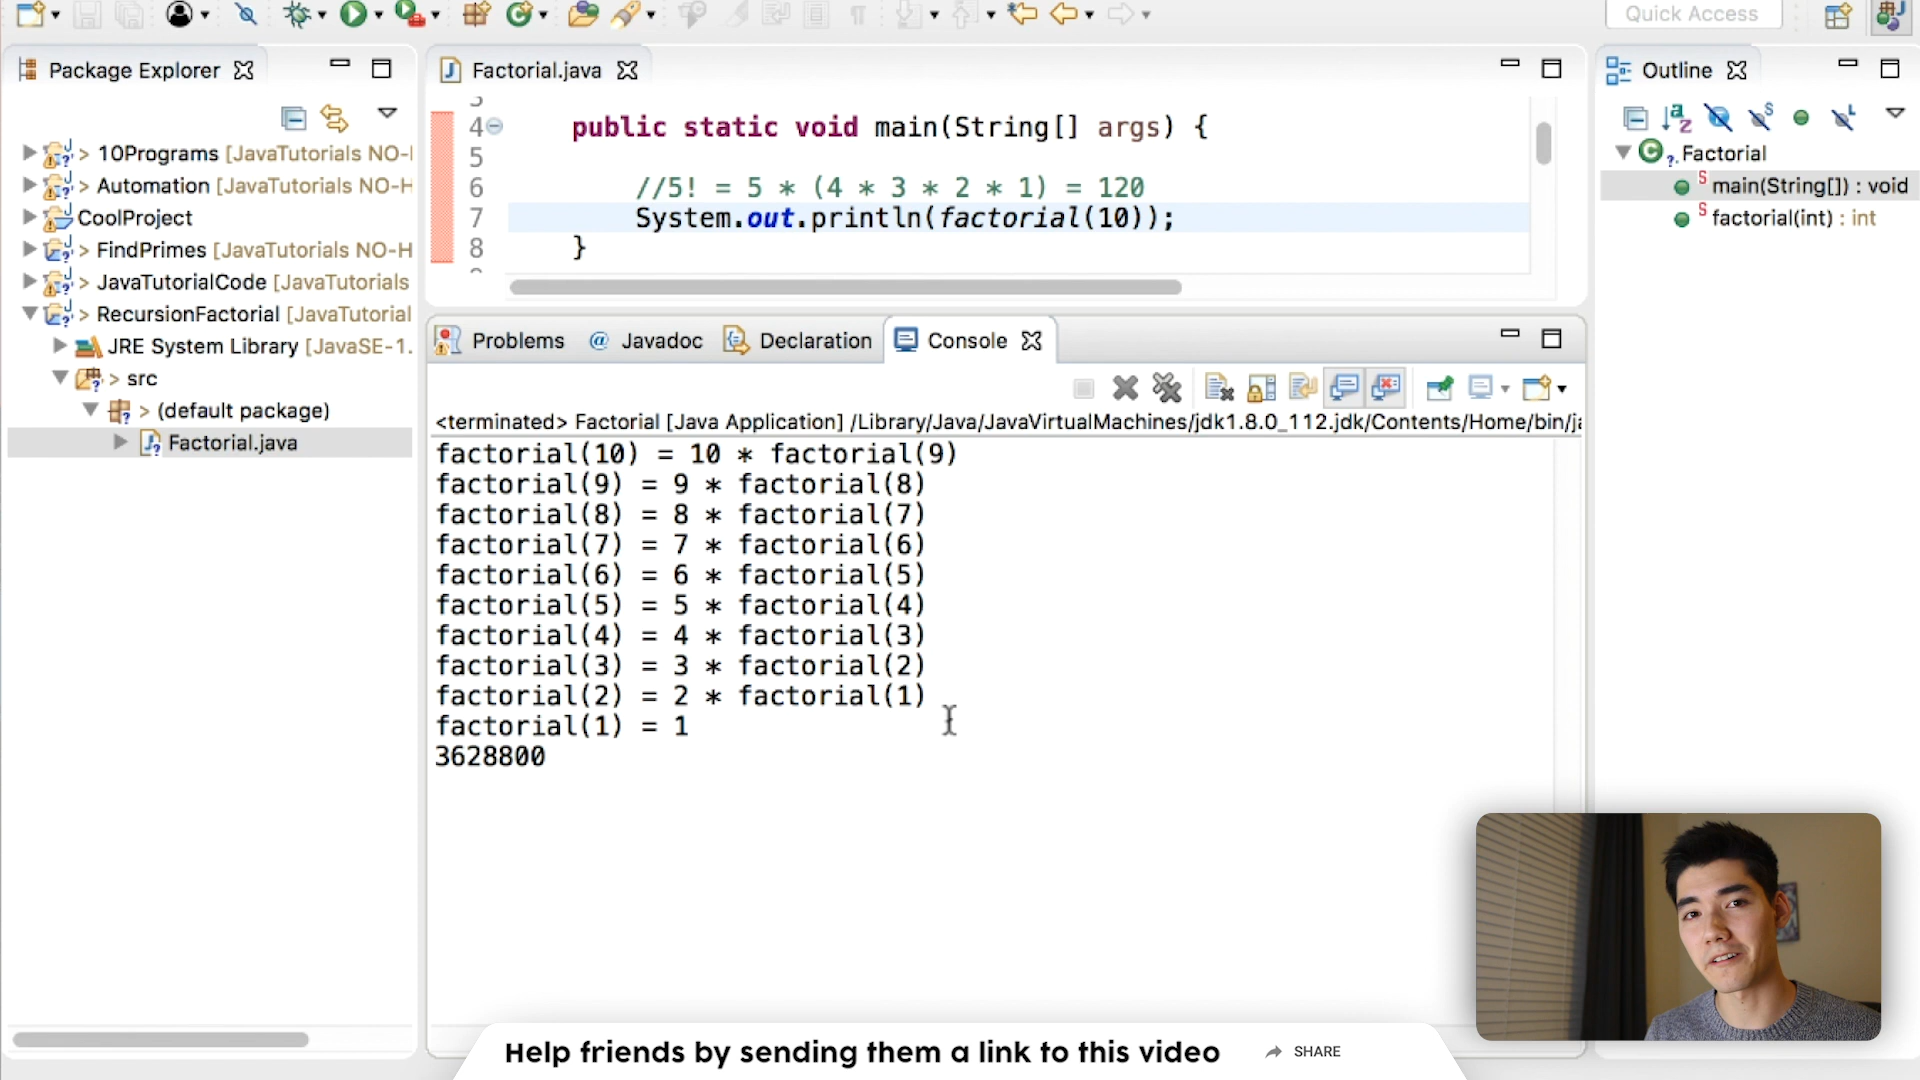 Quick Access
Package Explorer
10Programs [JavaTutorials NO-
> Automation [JavaTutorials NO-H
CoolProject
> FindPrimes [JavaTutorials NO-H
> JavaTutorialCode [JavaTutorials
> RecursionFactorial [JavaTutorial
JRE System Library [JavaSE-1.
> src
> (default package)
Factorial.java
Factorial.java
4 public static void main(String[] args) {
5
6 //5! = 5 * (4 * 3 * 2 * 1) = 120
7 System.out.println(factorial(10));
8 }
Problems @ Javadoc Declaration Console
<terminated> Factorial [Java Application] /Library/Java/JavaVirtualMachines/jdk1.8.0_112.jdk/Contents/Home/bin/ja
factorial(10) = 10 * factorial(9)
factorial(9) = 9 * factorial(8)
factorial(8) = 8 * factorial(7)
factorial(7) = 7 * factorial(6)
factorial(6) = 6 * factorial(5)
factorial(5) = 5 * factorial(4)
factorial(4) = 4 * factorial(3)
factorial(3) = 3 * factorial(2)
factorial(2) = 2 * factorial(1)
factorial(1) = 1
3628800
Outline
Factorial
main(String[]) : void
factorial(int) : int
Help friends by sending them a link to this video
SHARE